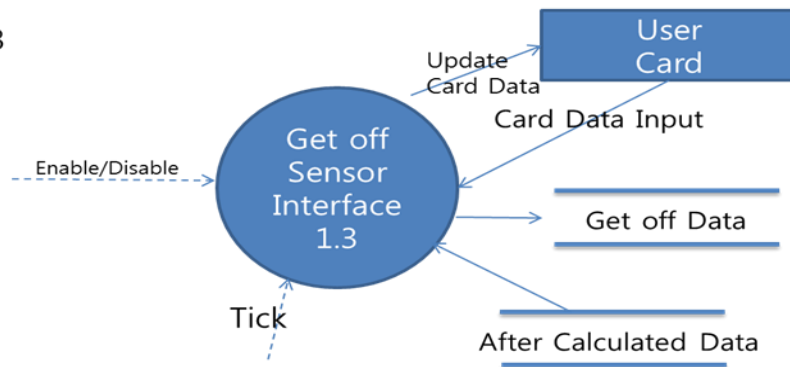 3
User
Card
Update
Card Data
Card Data Input
Get off
Sensor
Interface
1.3
Enable/Disable
Get off Data
Tick
After Calculated Data